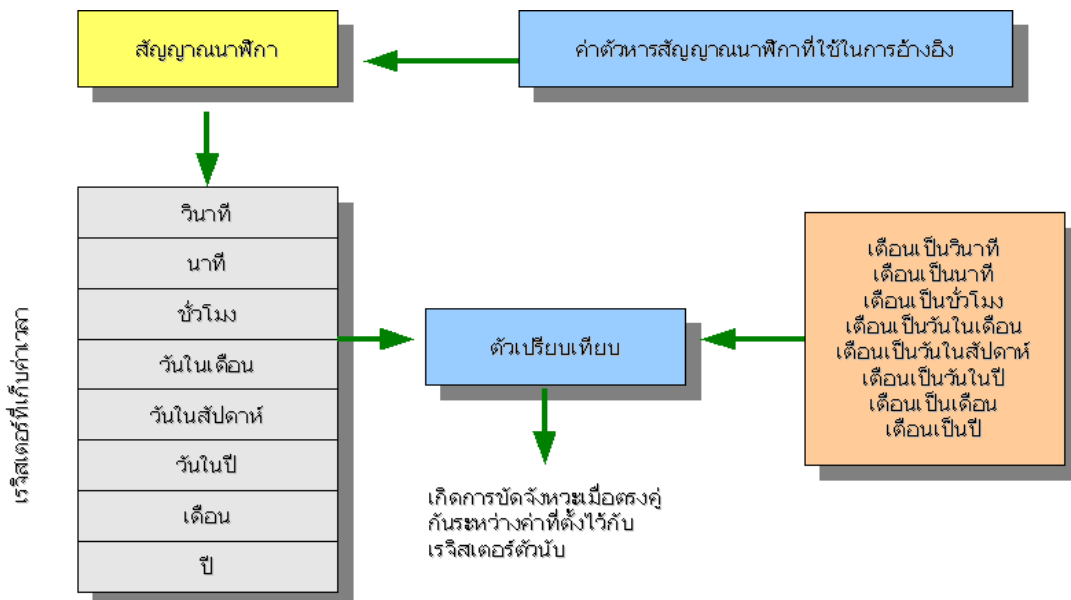 สัญญาณนาฬิกา
ค่าตัวหารสัญญาณนาฬิกาที่ใช้ในการอ้างอิง
เรจิสเตอร์ที่เก็บค่าเวลา
วินาที
นาที
ชั่วโมง
วันในเดือน
วันในสัปดาห์
วันในปี
เดือน
ปี
ตัวเปรียบเทียบ
เตือนเป็นวินาที
เตือนเป็นนาที
เตือนเป็นชั่วโมง
เตือนเป็นวันในเดือน
เตือนเป็นวันในสัปดาห์
เตือนเป็นวันในปี
เตือนเป็นเดือน
เตือนเป็นปี
เกิดการขัดจังหวะเมื่อตรงคู่
กันระหว่างค่าที่ตั้งไว้กับ
เรจิสเตอร์ตัวนับ